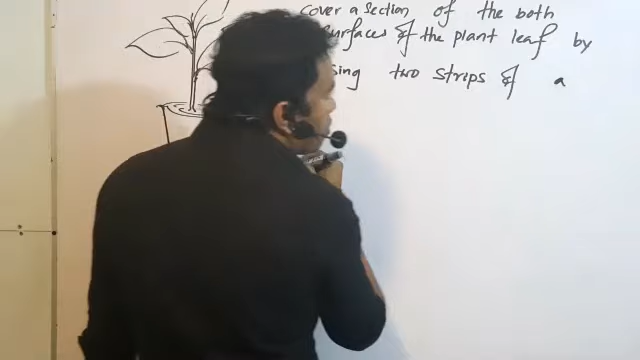 cover a section of the both
surfaces of the plant leaf by
using two strips of a